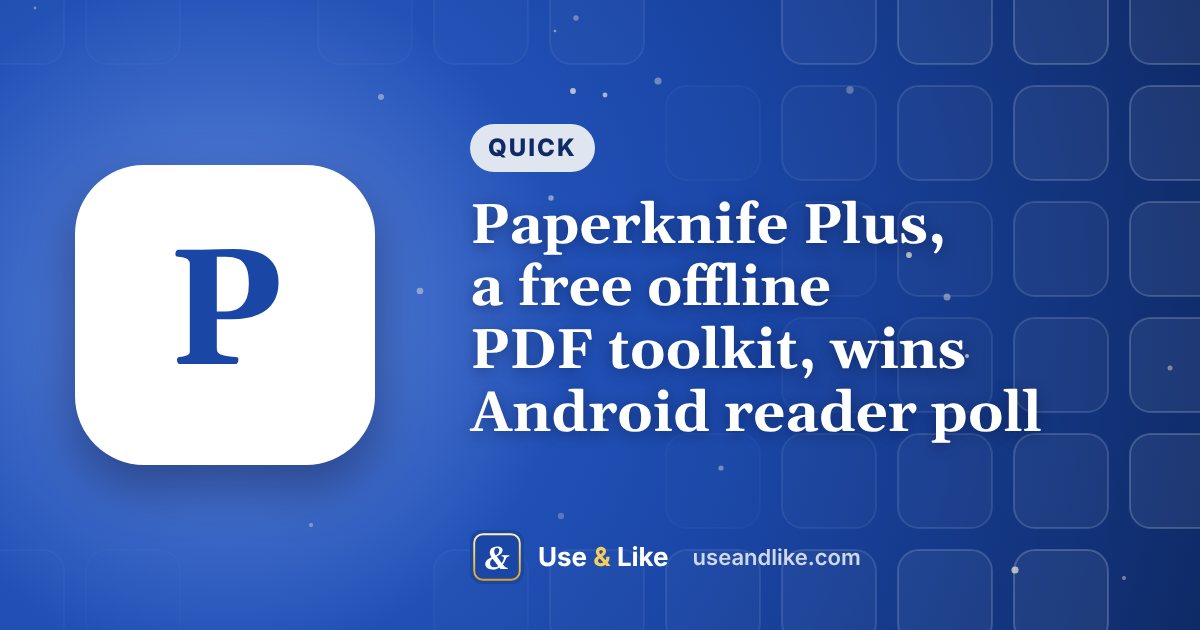 P
QUICK
Paperknife Plus,
a free offline
PDF toolkit, wins
Android reader poll
& Use & Like useandlike.com